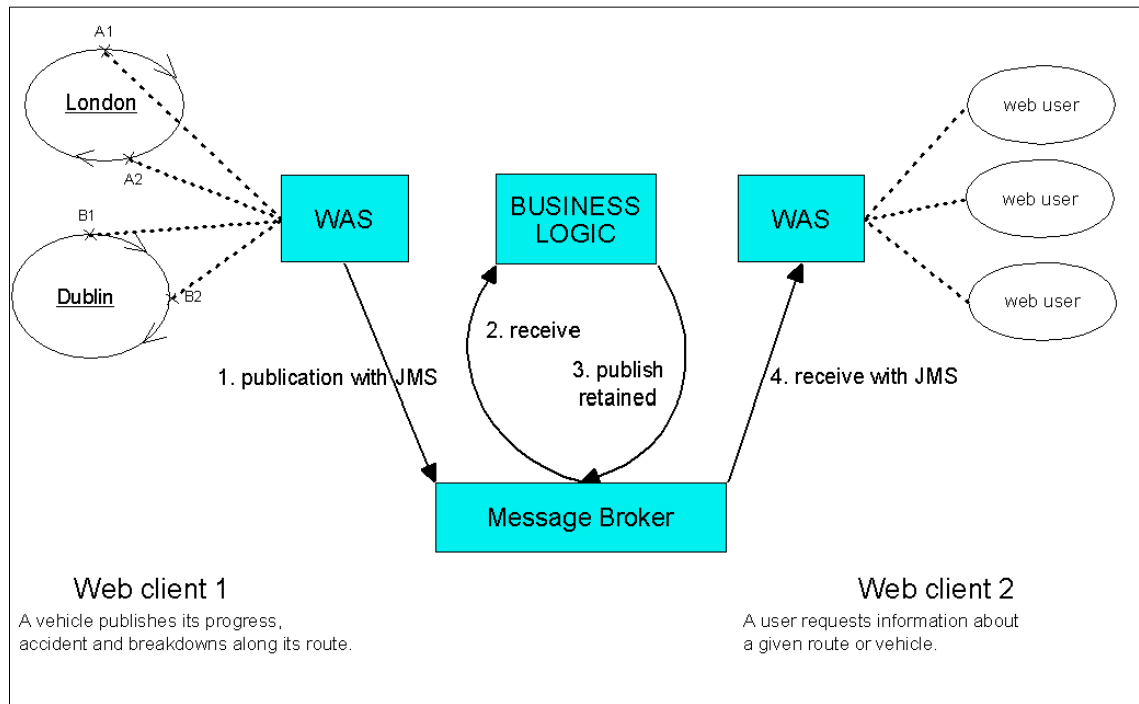 A1
London
A2
B1
Dublin
B2
WAS
BUSINESS
LOGIC
WAS
web user
web user
web user
1. publication with JMS
2. receive
3. publish
retained
4. receive with JMS
Message Broker
Web client 1
A vehicle publishes its progress,
accident and breakdowns along its route.
Web client 2
A user requests information about
a given route or vehicle.